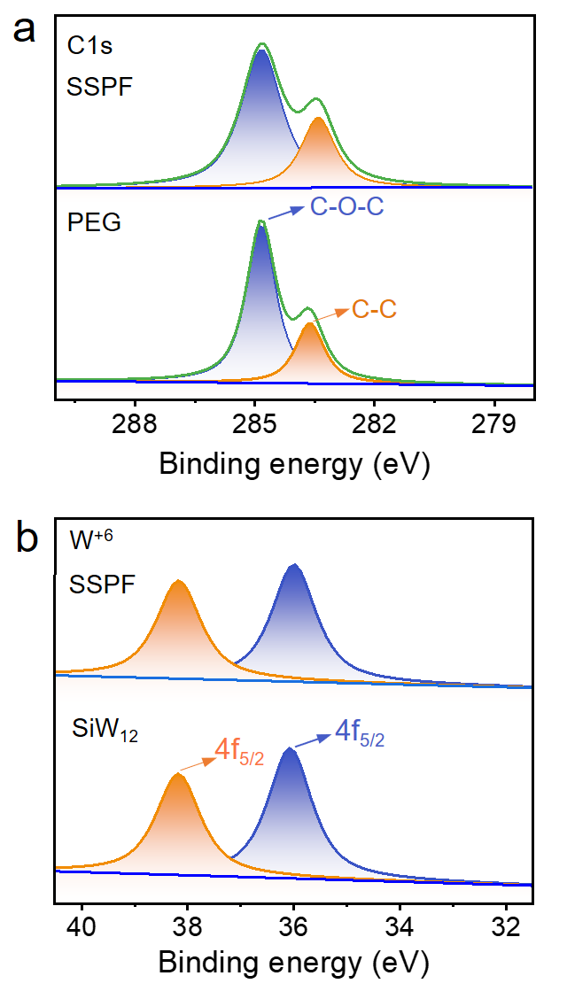 a
C1s
SSPF
PEG
C-O-C
C-C
288 285 282 279
Binding energy (eV)
b
W⁺⁶
SSPF
SiW₁₂
4f₅/₂
4f₅/₂
40 38 36 34 32
Binding energy (eV)